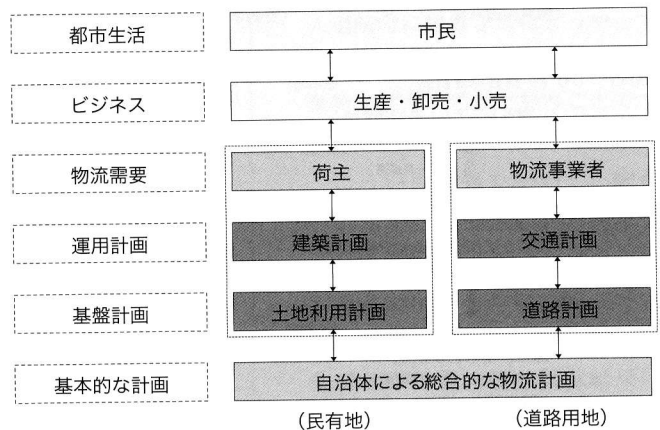 都市生活
市民
ビジネス
生産・卸売・小売
物流需要
荷主
物流事業者
運用計画
建築計画
交通計画
基盤計画
土地利用計画
道路計画
基本的な計画
自治体による総合的な物流計画
（民有地）
（道路用地）